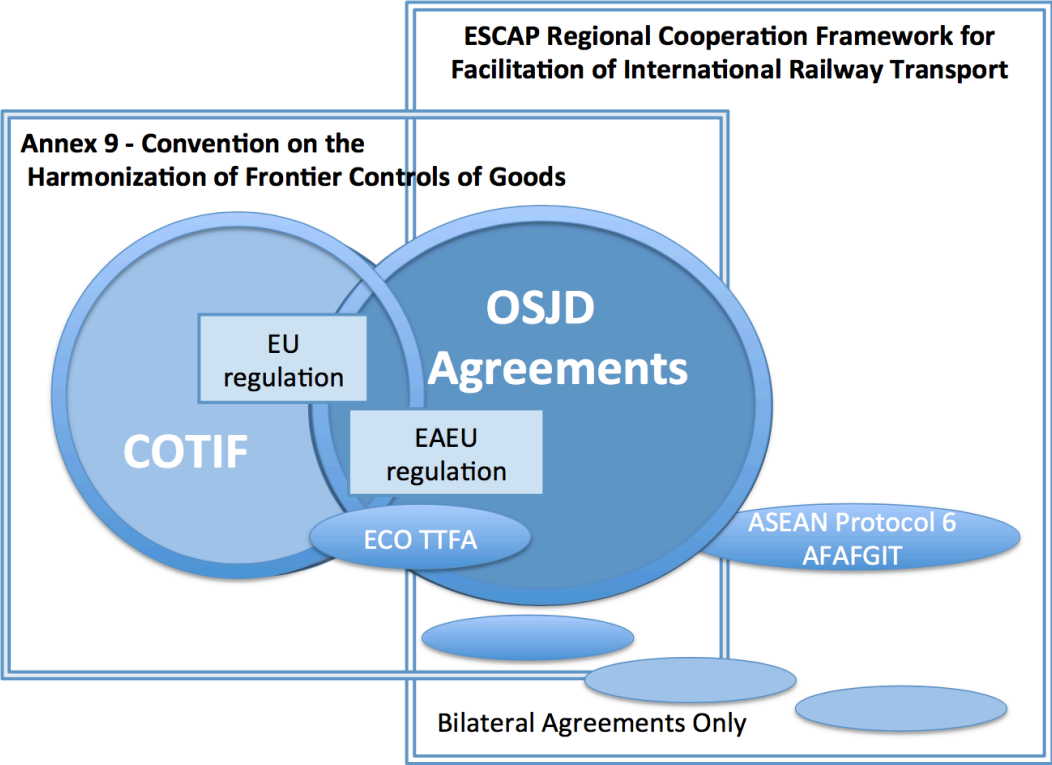 ESCAP Regional Cooperation Framework for
Facilitation of International Railway Transport
Annex 9 - Convention on the
Harmonization of Frontier Controls of Goods
OSJD
Agreements
EU
regulation
COTIF
EAEU
regulation
ECO TTFA
ASEAN Protocol 6
AFAFGIT
Bilateral Agreements Only